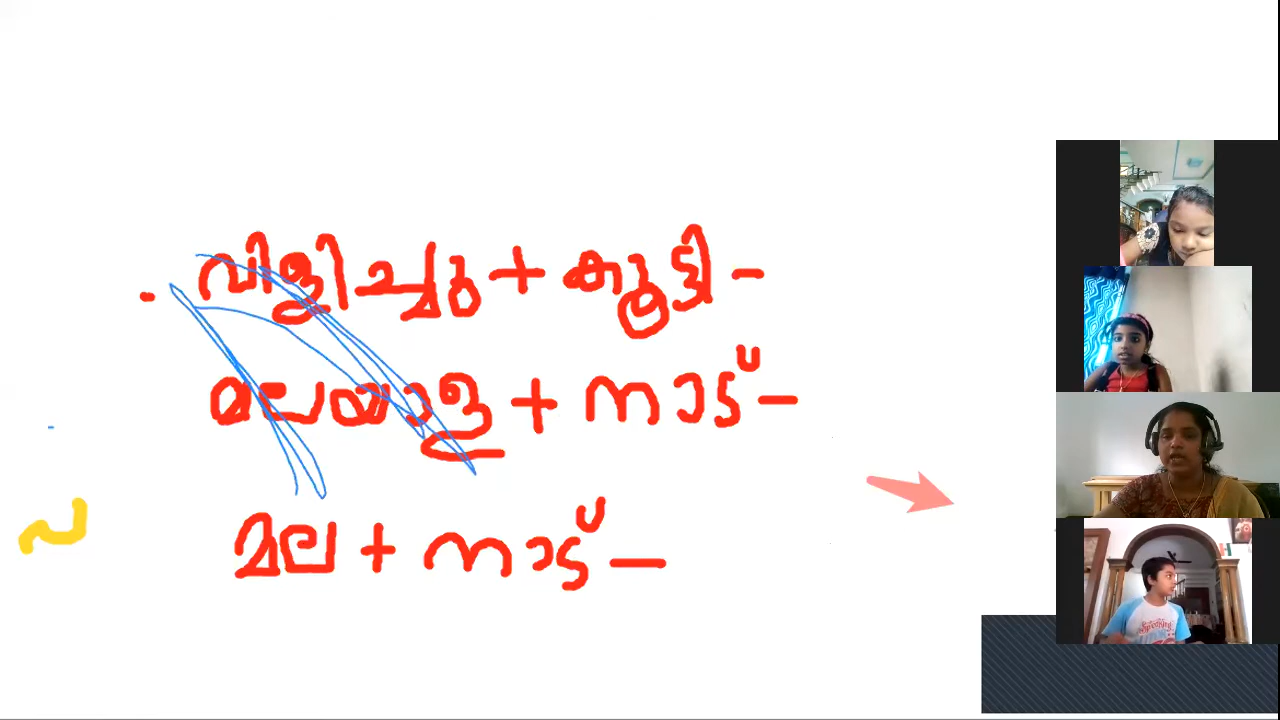 വിളിച്ചു + കൂട്ടി -
മലയാള + നാട് -
പ
മല + നാട് -